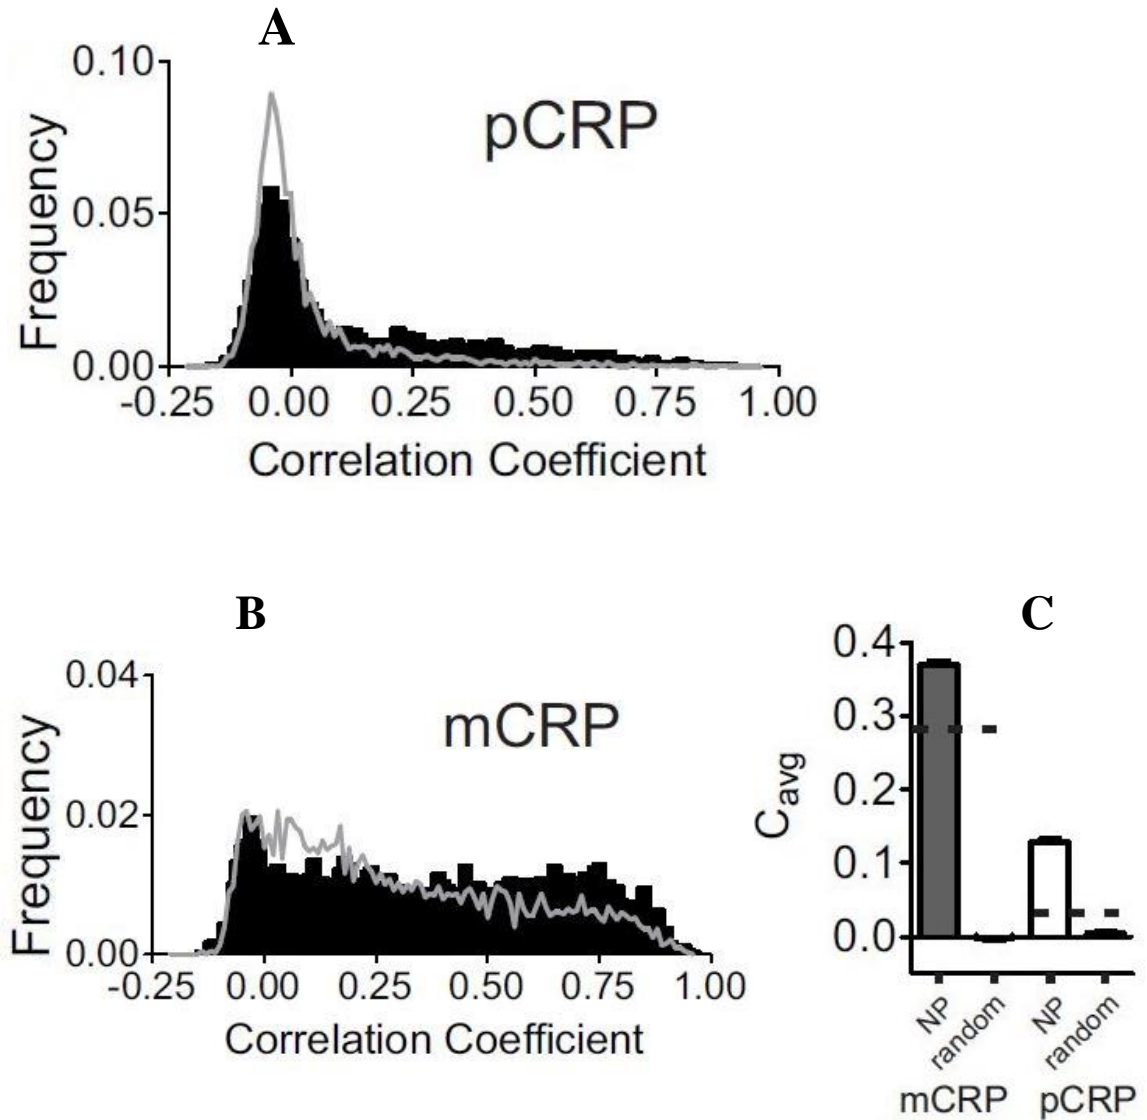 A
0.10
pCRP
Frequency
0.05
0.00
-0.25 0.00 0.25 0.50 0.75 1.00
Correlation Coefficient
B
0.04
mCRP
Frequency
0.02
0.00
-0.25 0.00 0.25 0.50 0.75 1.00
Correlation Coefficient
C
0.4
0.3
Cavg
0.2
0.1
0.0
NP random NP random
mCRP pCRP